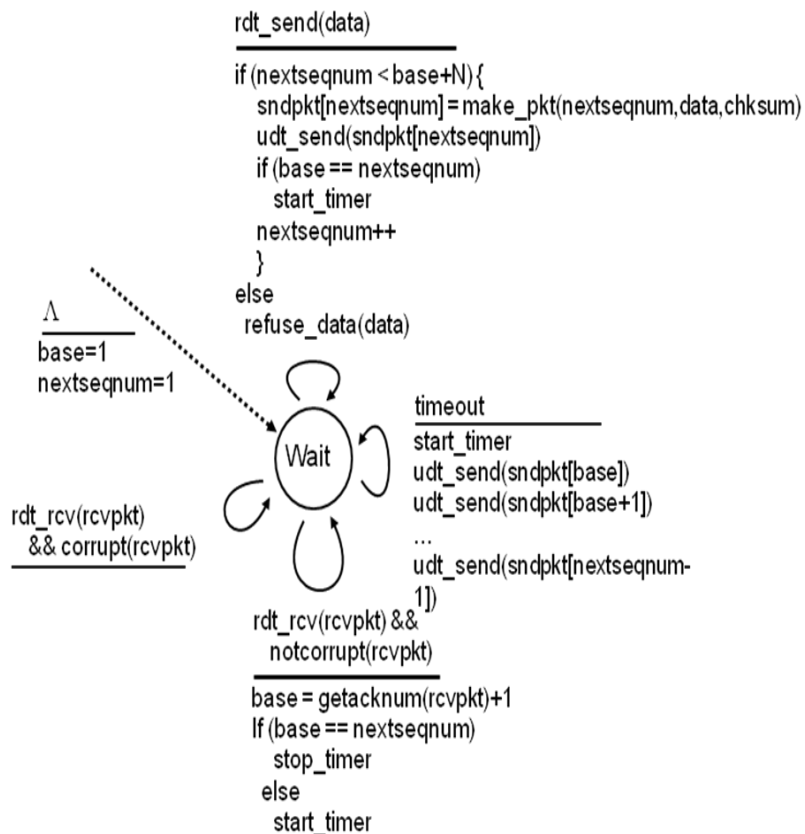 rdt_send(data)
if (nextseqnum < base+N) {
sndpkt[nextseqnum] = make_pkt(nextseqnum,data,chksum)
udt_send(sndpkt[nextseqnum])
if (base == nextseqnum)
start_timer
nextseqnum++
}
else
refuse_data(data)
Λ
base=1
nextseqnum=1
Wait
timeout
start_timer
udt_send(sndpkt[base])
udt_send(sndpkt[base+1])
...
udt_send(sndpkt[nextseqnum-
1])
rdt_rcv(rcvpkt)
&& corrupt(rcvpkt)
rdt_rcv(rcvpkt) &&
notcorrupt(rcvpkt)
base = getacknum(rcvpkt)+1
If (base == nextseqnum)
stop_timer
else
start_timer